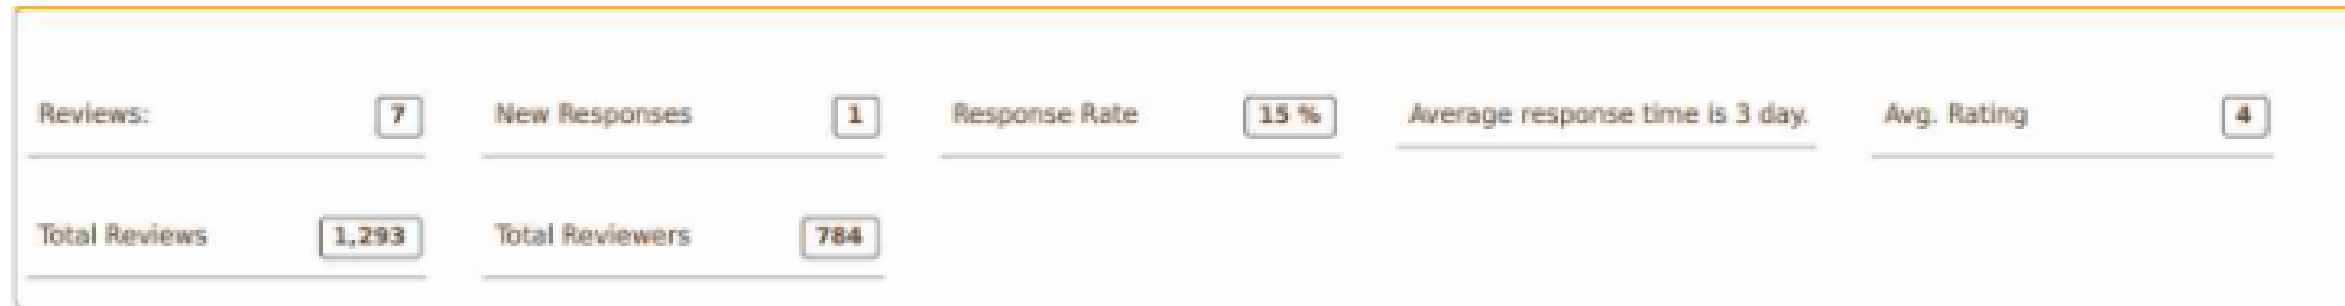 Reviews: 7 New Responses 1 Response Rate 15 % Average response time is 3 day. Avg. Rating 4
Total Reviews 1,293 Total Reviewers 784